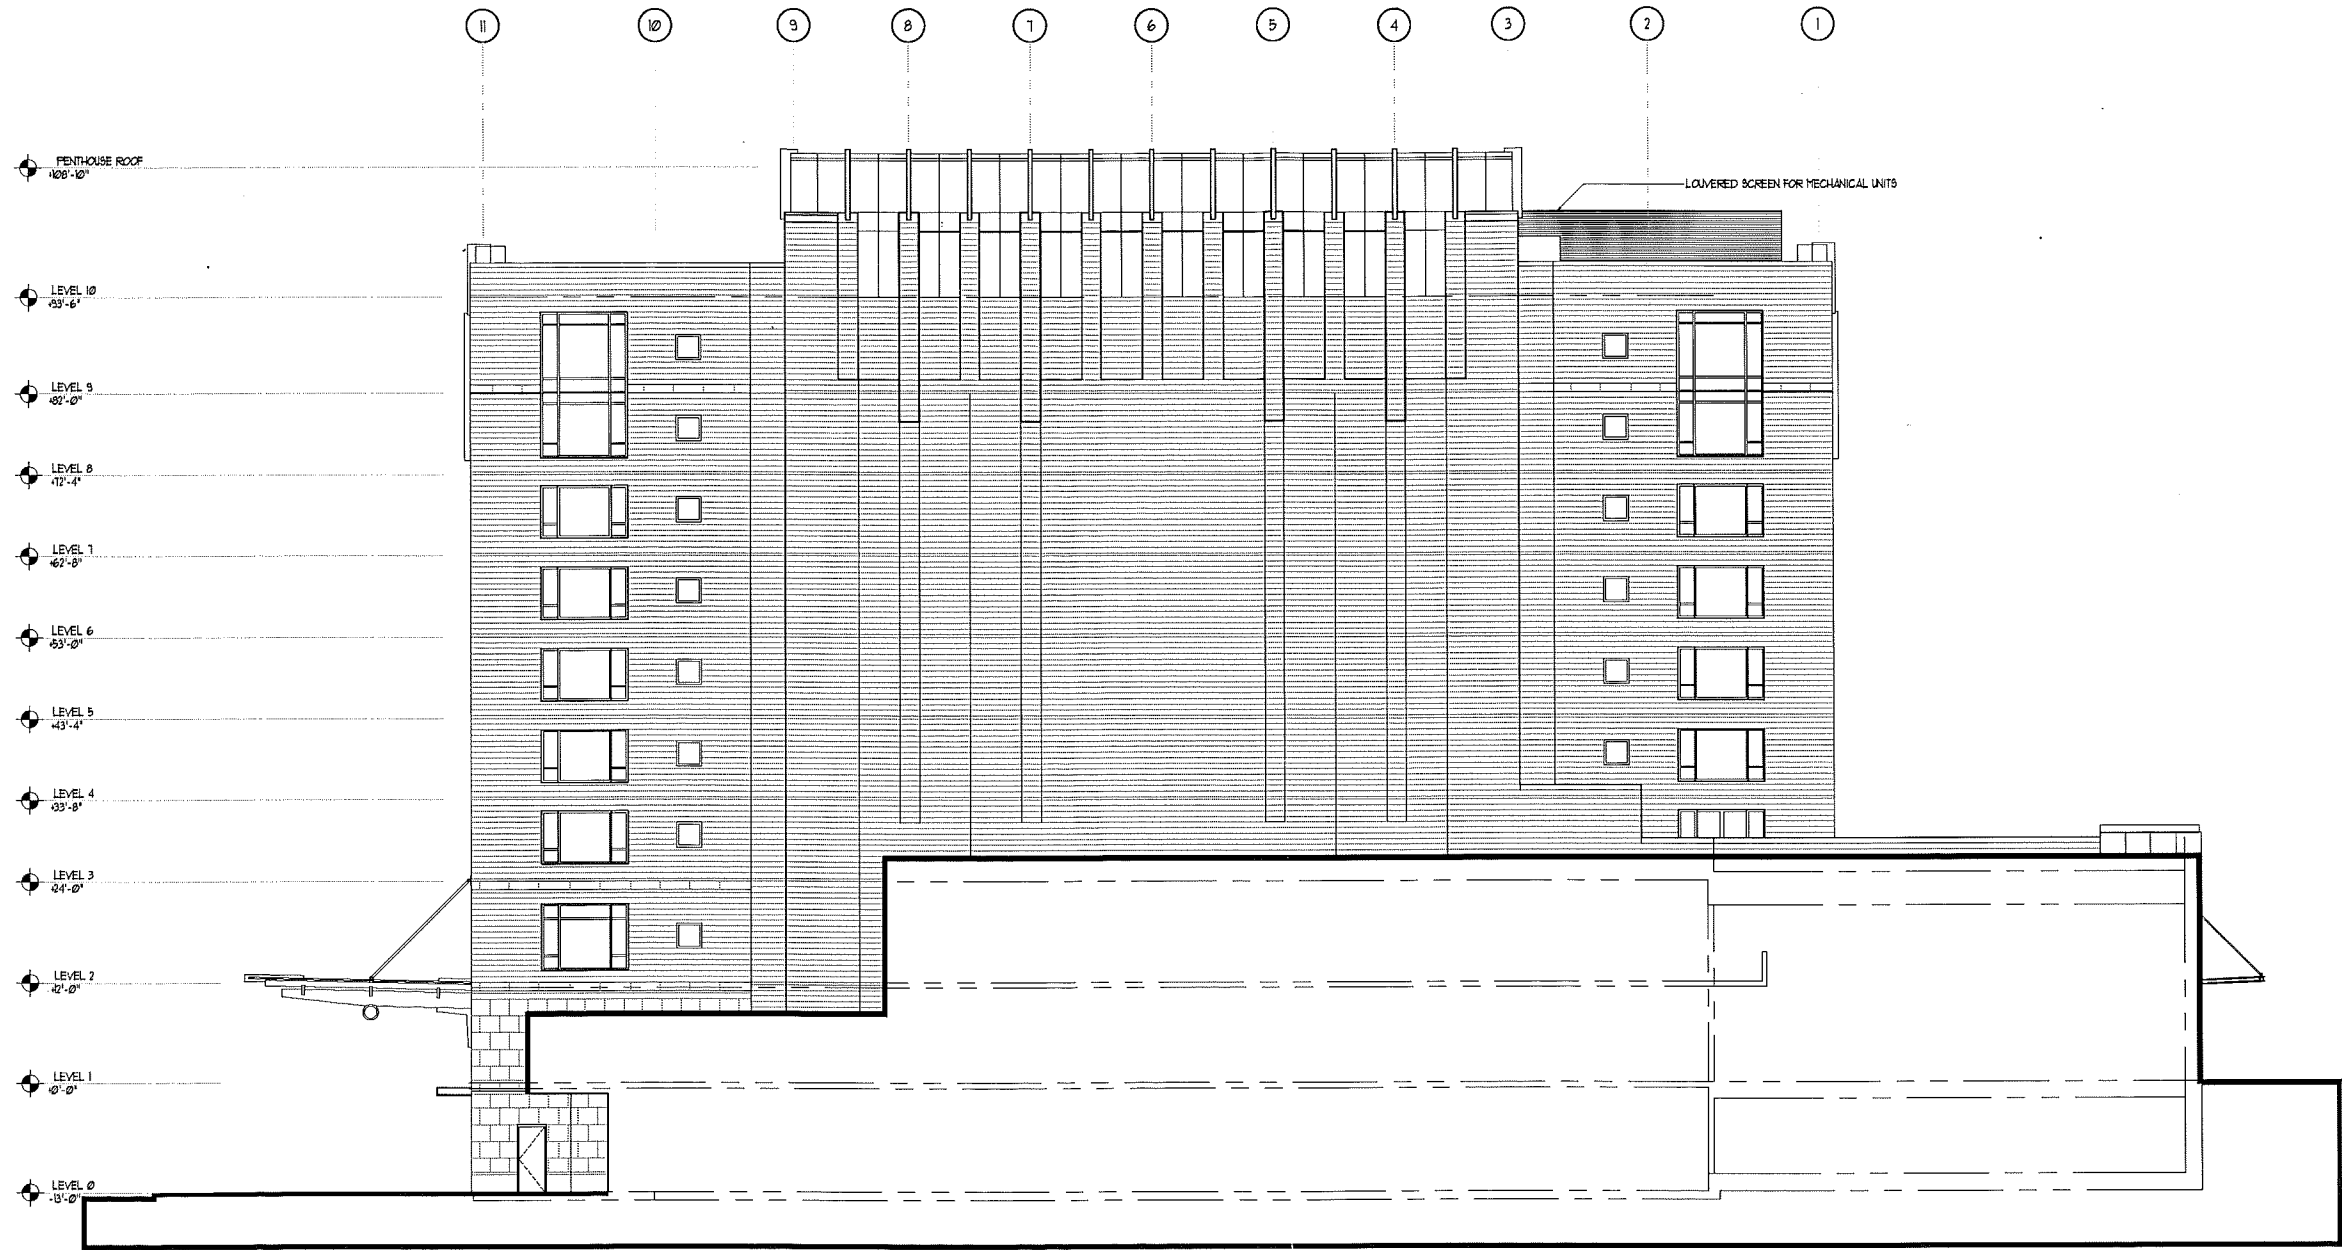 11 10 9 8 7 6 5 4 3 2 1
PENTHOUSE ROOF
+108'-10"
LOUVERED SCREEN FOR MECHANICAL UNITS
LEVEL 10
+93'-6"
LEVEL 9
+82'-0"
LEVEL 8
+72'-4"
LEVEL 7
+62'-8"
LEVEL 6
+53'-0"
LEVEL 5
+43'-4"
LEVEL 4
+33'-8"
LEVEL 3
+24'-0"
LEVEL 2
+12'-0"
LEVEL 1
+0'-0"
LEVEL 0
-13'-0"